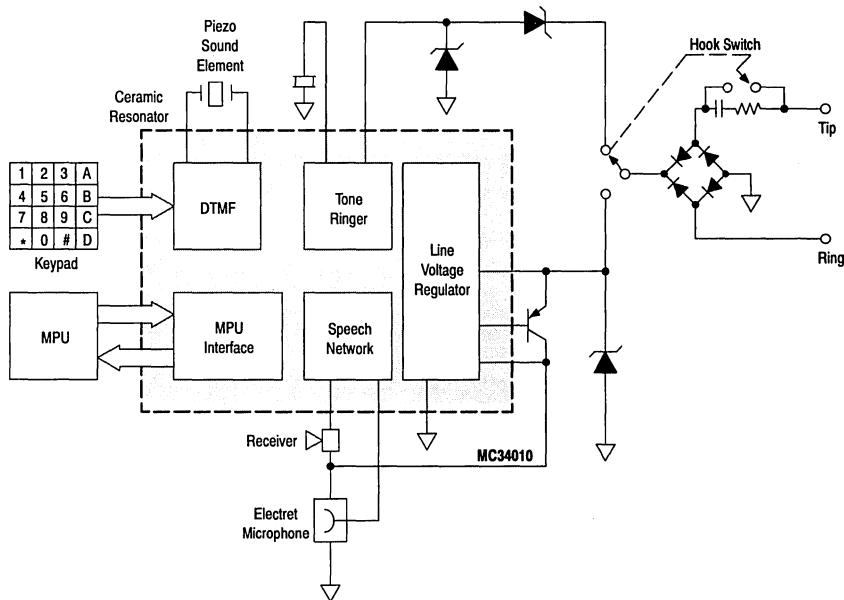 Piezo
Sound
Element
Hook Switch
Ceramic
Resonator
Tip
1 2 3 A
4 5 6 B
7 8 9 C
* 0 # D
Keypad
DTMF
Tone
Ringer
Line
Voltage
Regulator
Ring
MPU
MPU
Interface
Speech
Network
Receiver
MC34010
Electret
Microphone